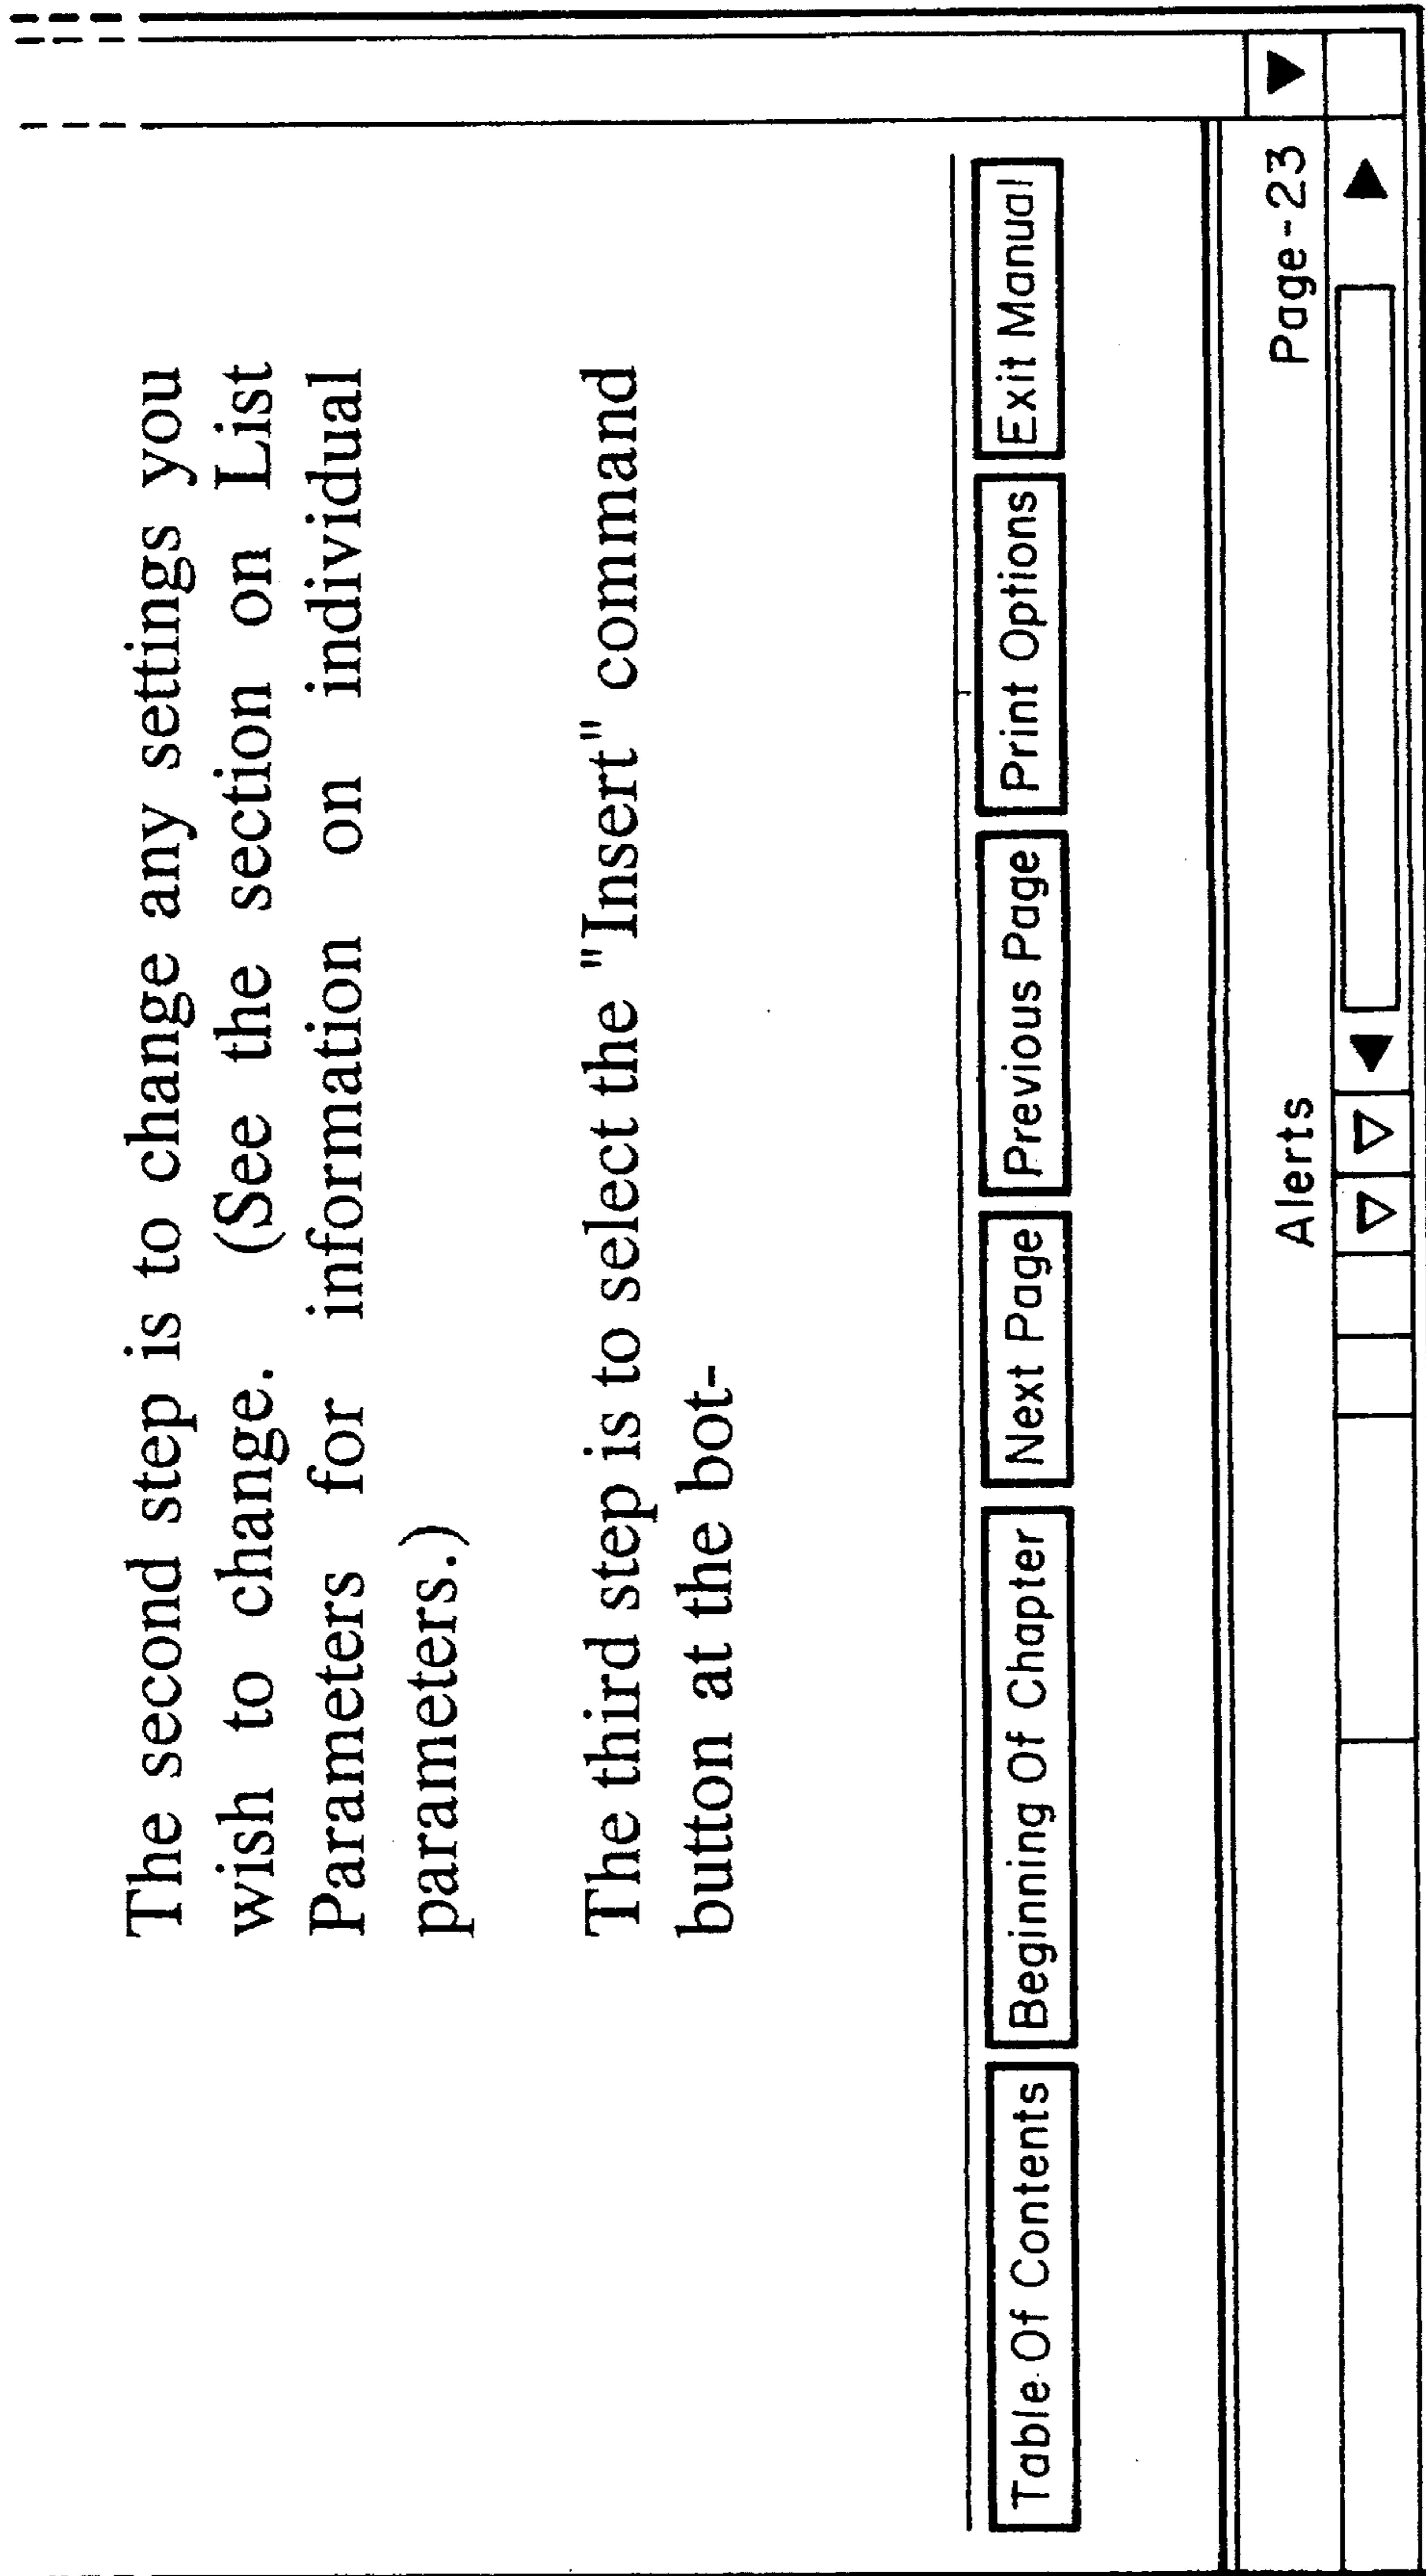 The second step is to change any settings you
wish to change. (See the section on List
Parameters for information on individual
parameters.)
The third step is to select the "Insert" command
button at the bot-
Table Of Contents Beginning Of Chapter Next Page Previous Page Print Options Exit Manual
Alerts Page-23